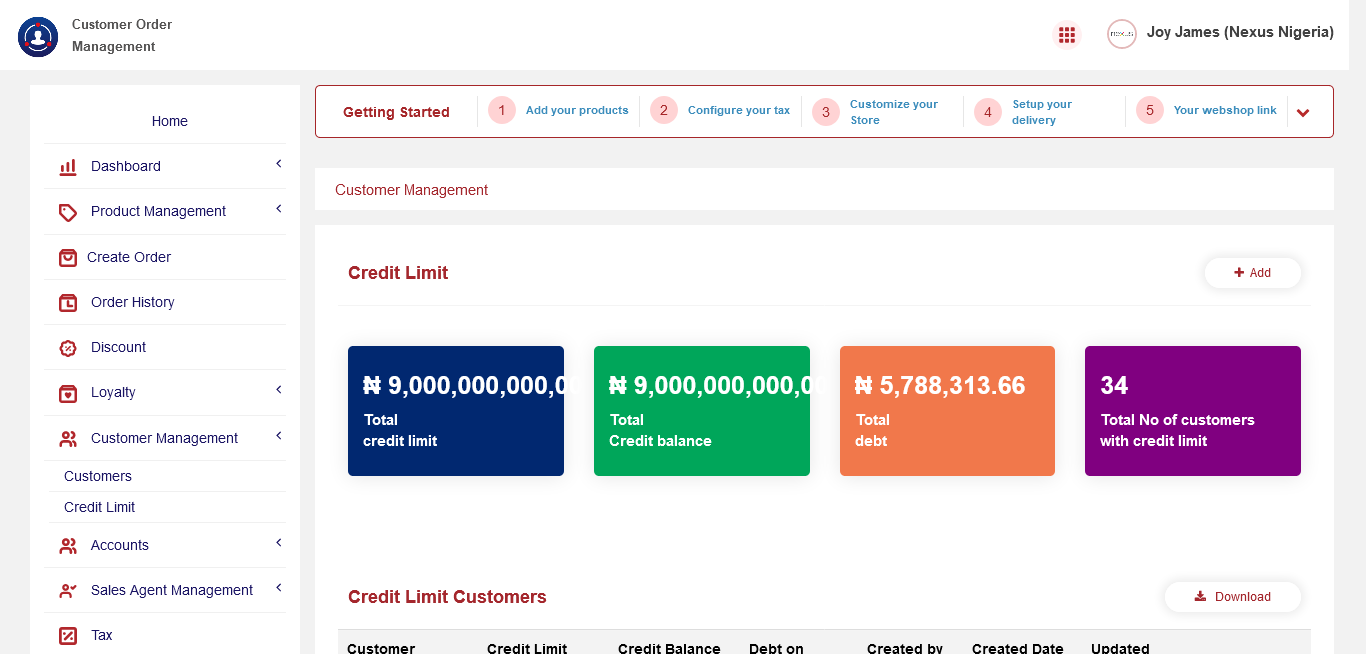 Customer Order
Management
nexus
Joy James (Nexus Nigeria)
Home
Dashboard
Product Management
Create Order
Order History
Discount
Loyalty
Customer Management
Customers
Credit Limit
Accounts
Sales Agent Management
Tax
Getting Started
1 Add your products
2 Configure your tax
3 Customize your
Store
4 Setup your
delivery
5 Your webshop link
Customer Management
Credit Limit
Add
₦ 9,000,000,000,0
Total
credit limit
₦ 9,000,000,000,00
Total
Credit balance
₦ 5,788,313.66
Total
debt
34
Total No of customers
with credit limit
Credit Limit Customers
Download
Customer Credit Limit Credit Balance Debt on Created by Created Date Updated